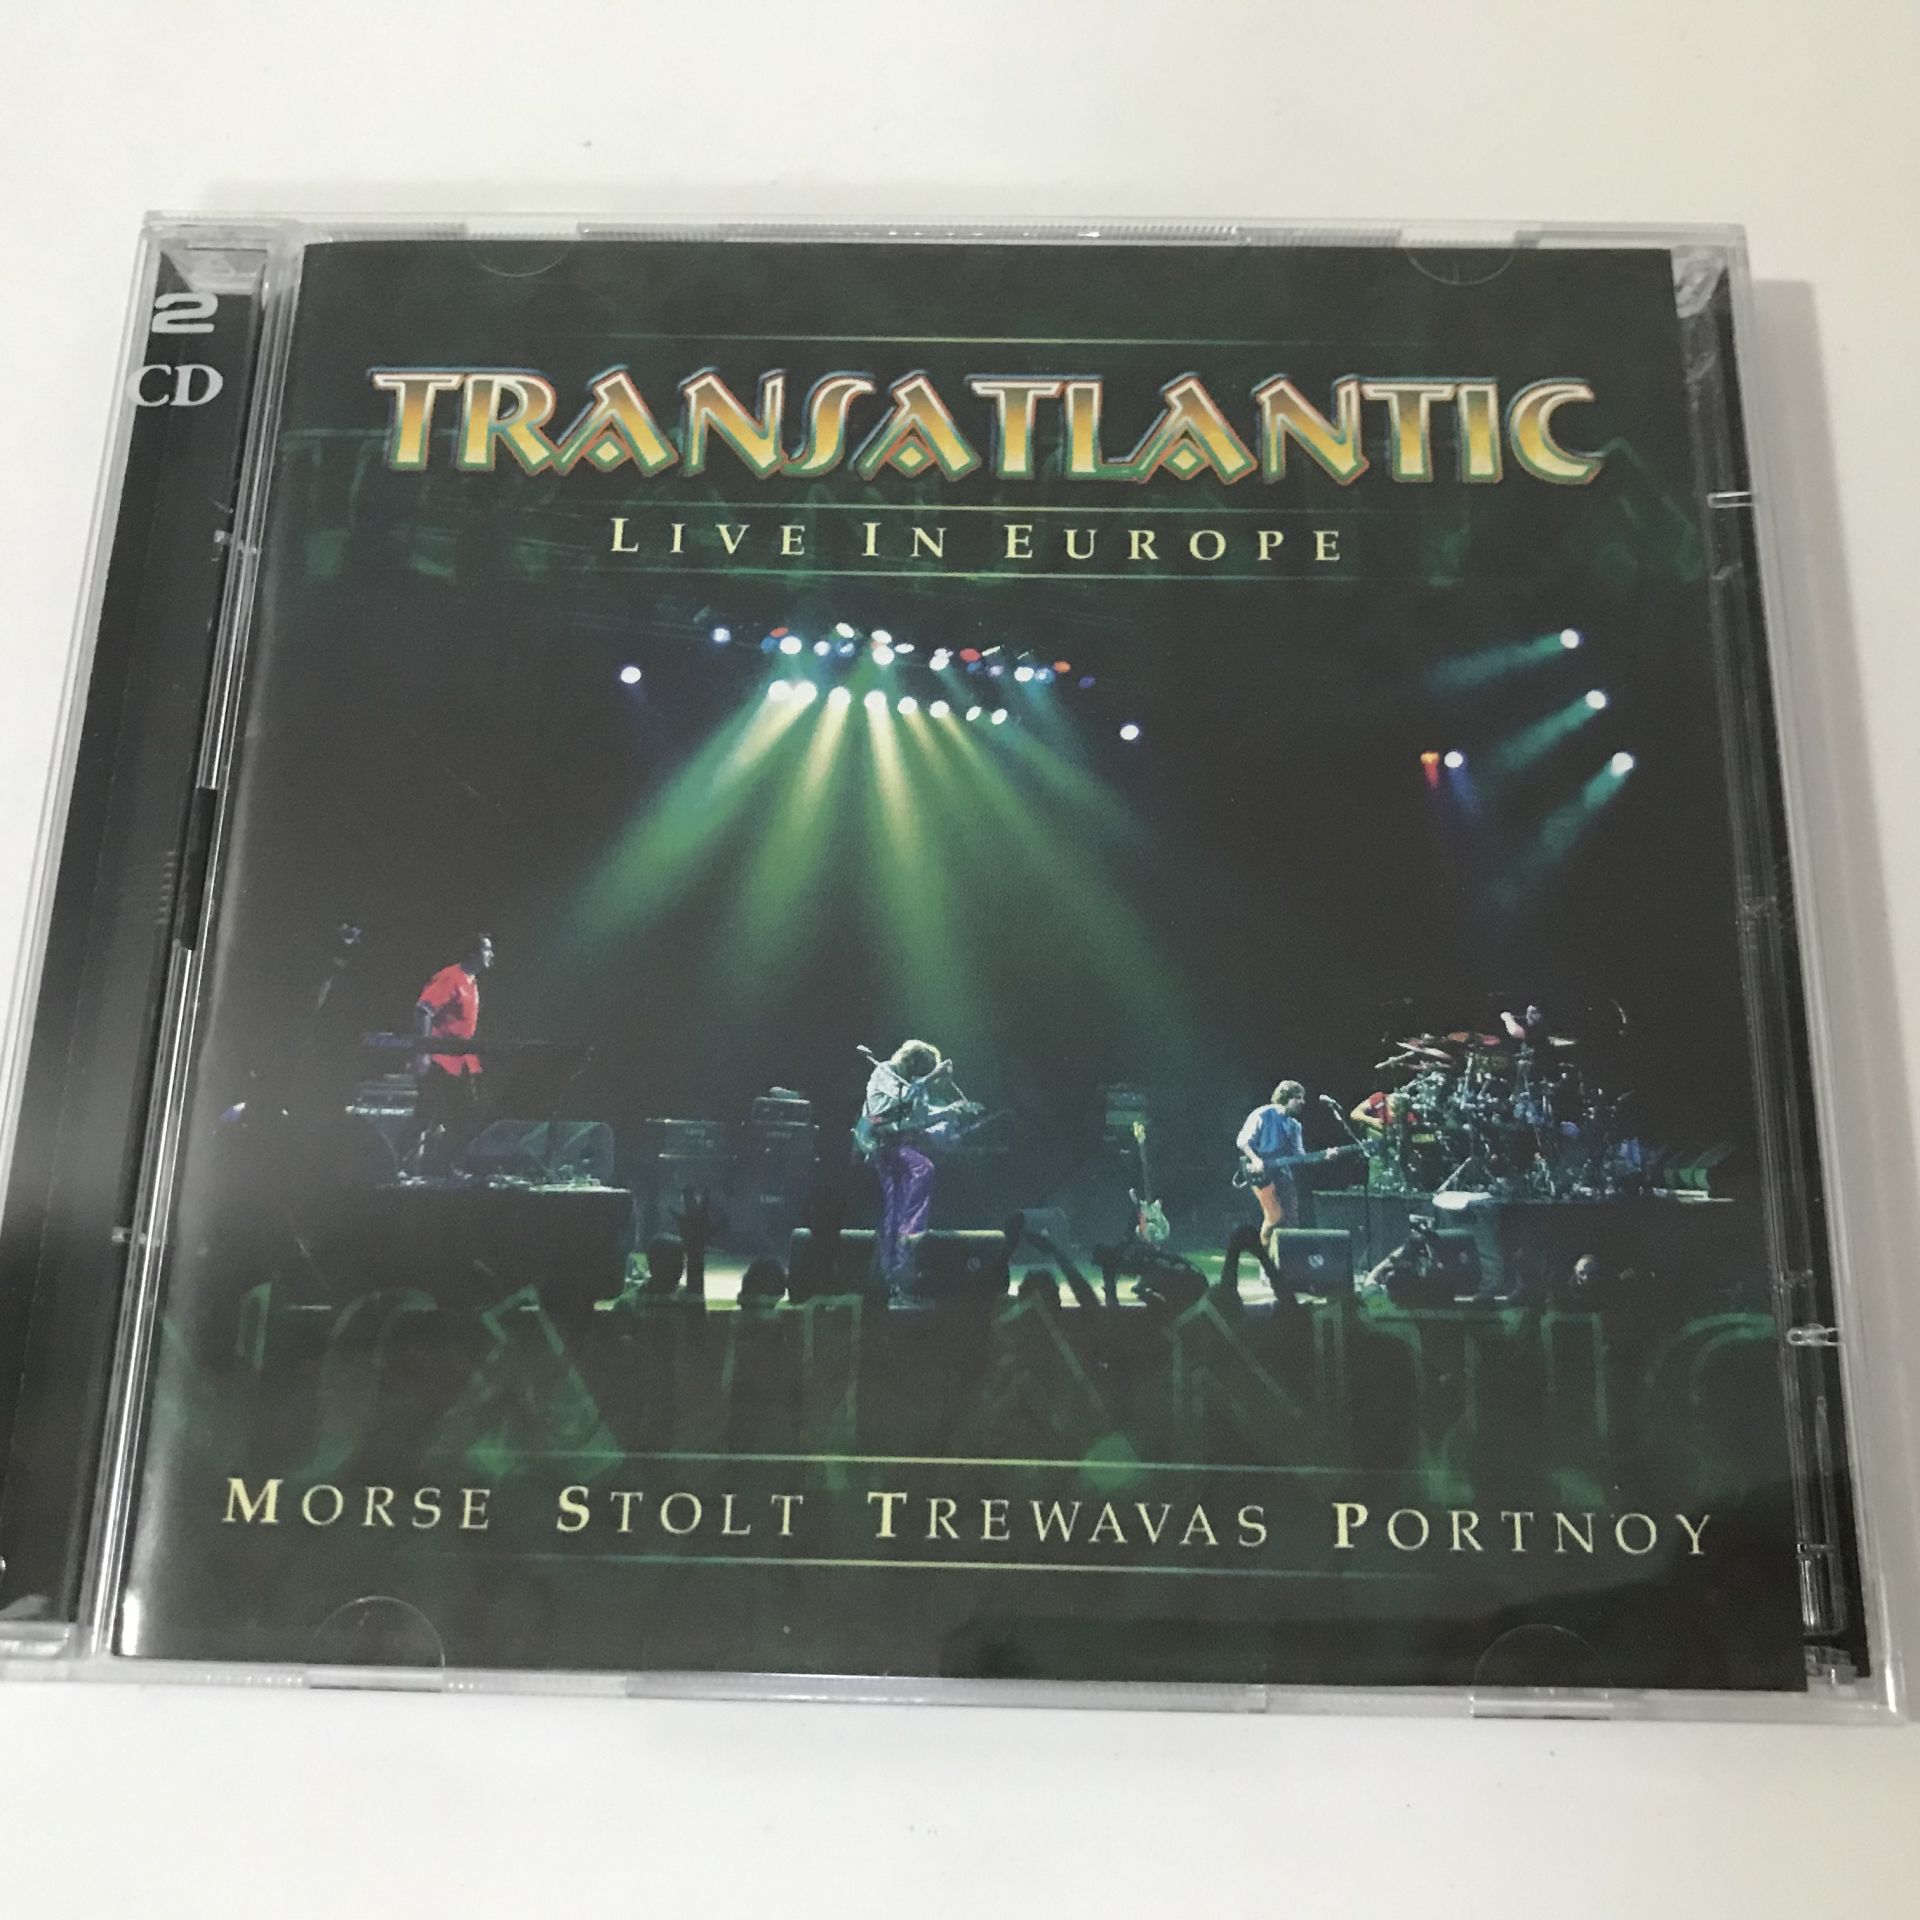 2
CD
TRANSATLANTIC
LIVE IN EUROPE
MORSE STOLT TREWAVAS PORTNOY